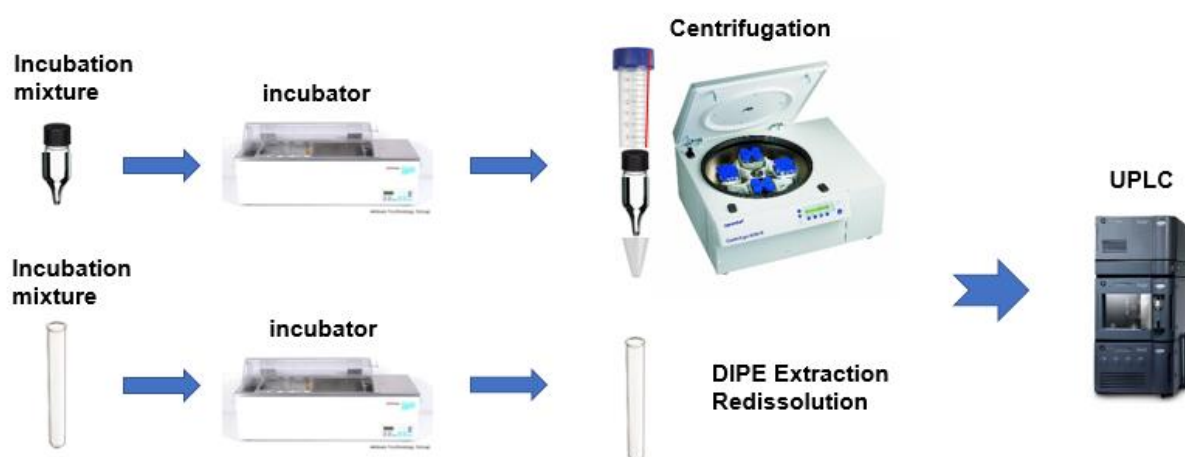 Centrifugation
Incubation
mixture
incubator
UPLC
Incubation
mixture
incubator
DIPE Extraction
Redissolution